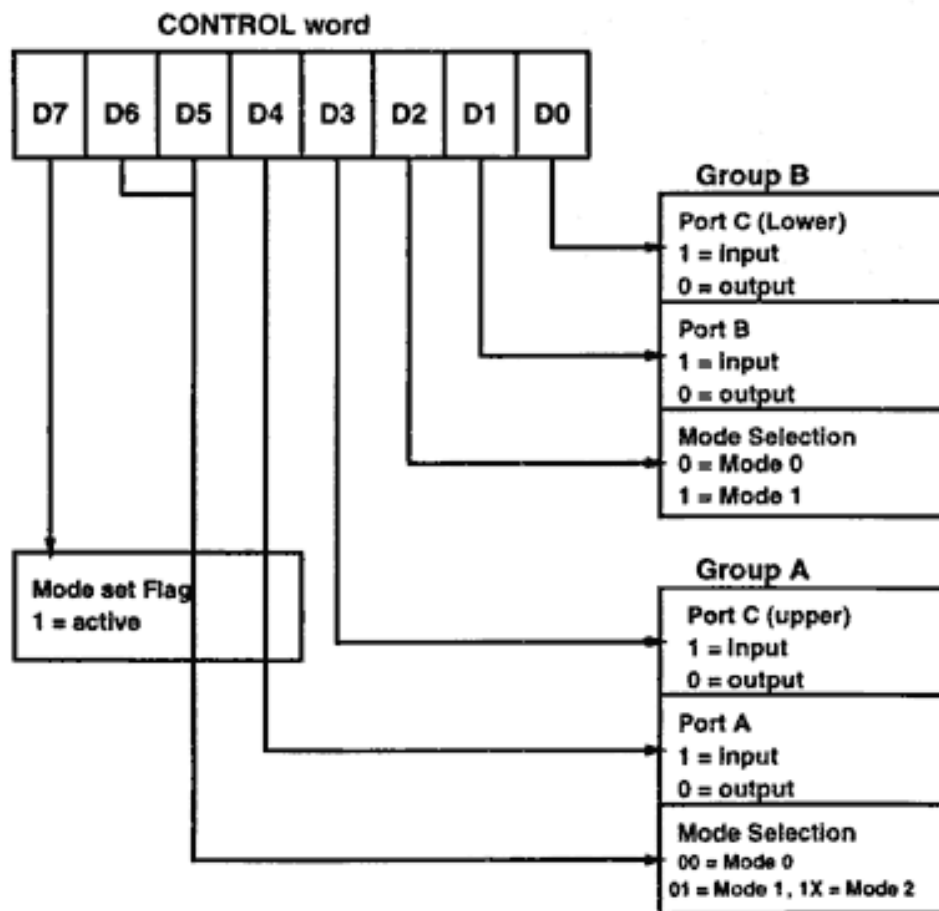 CONTROL word
D7 D6 D5 D4 D3 D2 D1 D0
Group B
Port C (Lower)
1 = input
0 = output
Port B
1 = input
0 = output
Mode Selection
0 = Mode 0
1 = Mode 1
Mode set Flag
1 = active
Group A
Port C (upper)
1 = input
0 = output
Port A
1 = input
0 = output
Mode Selection
00 = Mode 0
01 = Mode 1 , 1X = Mode 2